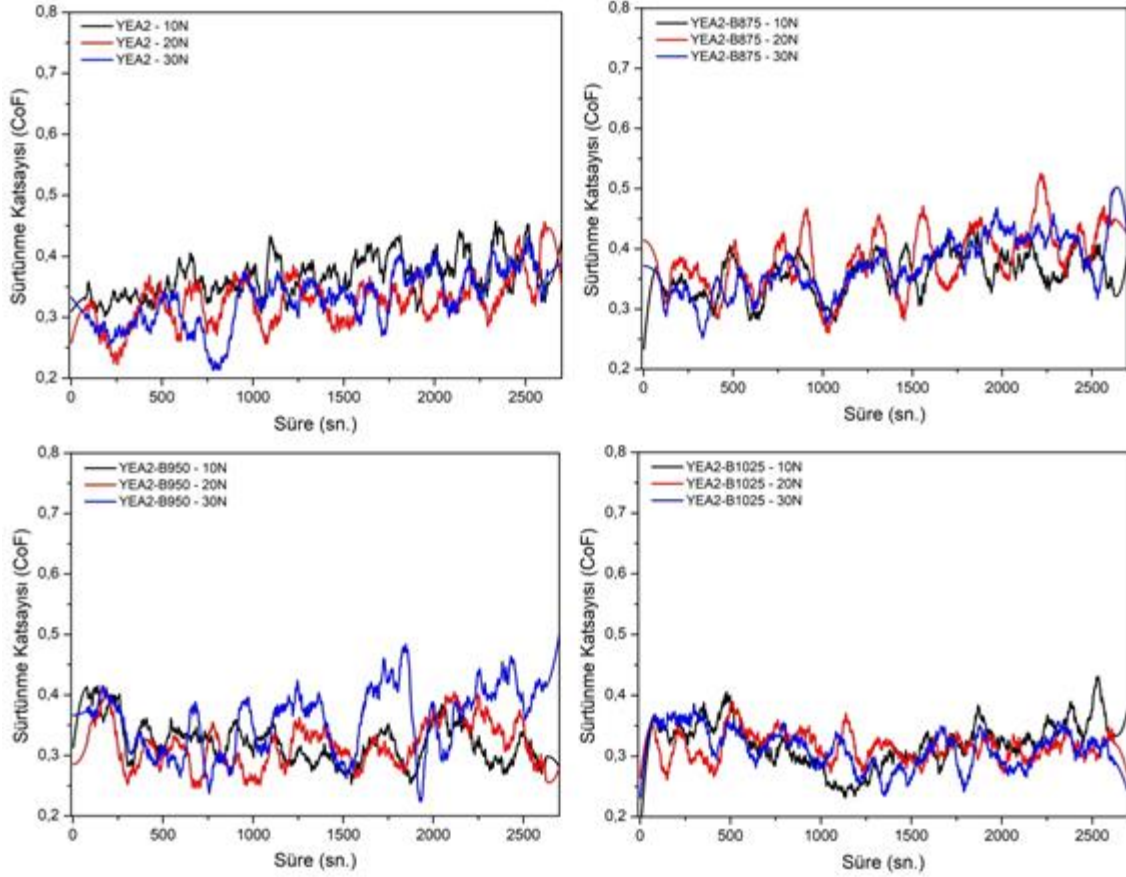 YEA2 - 10N
YEA2 - 20N
YEA2 - 30N
Sürtünme Katsayısı (CoF)
0,8
0,7
0,6
0,5
0,4
0,3
0,2
0 500 1000 1500 2000 2500
Süre (sn.)
YEA2-B875 - 10N
YEA2-B875 - 20N
YEA2-B875 - 30N
Sürtünme Katsayısı (CoF)
0,8
0,7
0,6
0,5
0,4
0,3
0,2
0 500 1000 1500 2000 2500
Süre (sn.)
YEA2-B950 - 10N
YEA2-B950 - 20N
YEA2-B950 - 30N
Sürtünme Katsayısı (CoF)
0,8
0,7
0,6
0,5
0,4
0,3
0,2
0 500 1000 1500 2000 2500
Süre (sn.)
YEA2-B1025 - 10N
YEA2-B1025 - 20N
YEA2-B1025 - 30N
Sürtünme Katsayısı (CoF)
0,8
0,7
0,6
0,5
0,4
0,3
0,2
0 500 1000 1500 2000 2500
Süre (sn.)